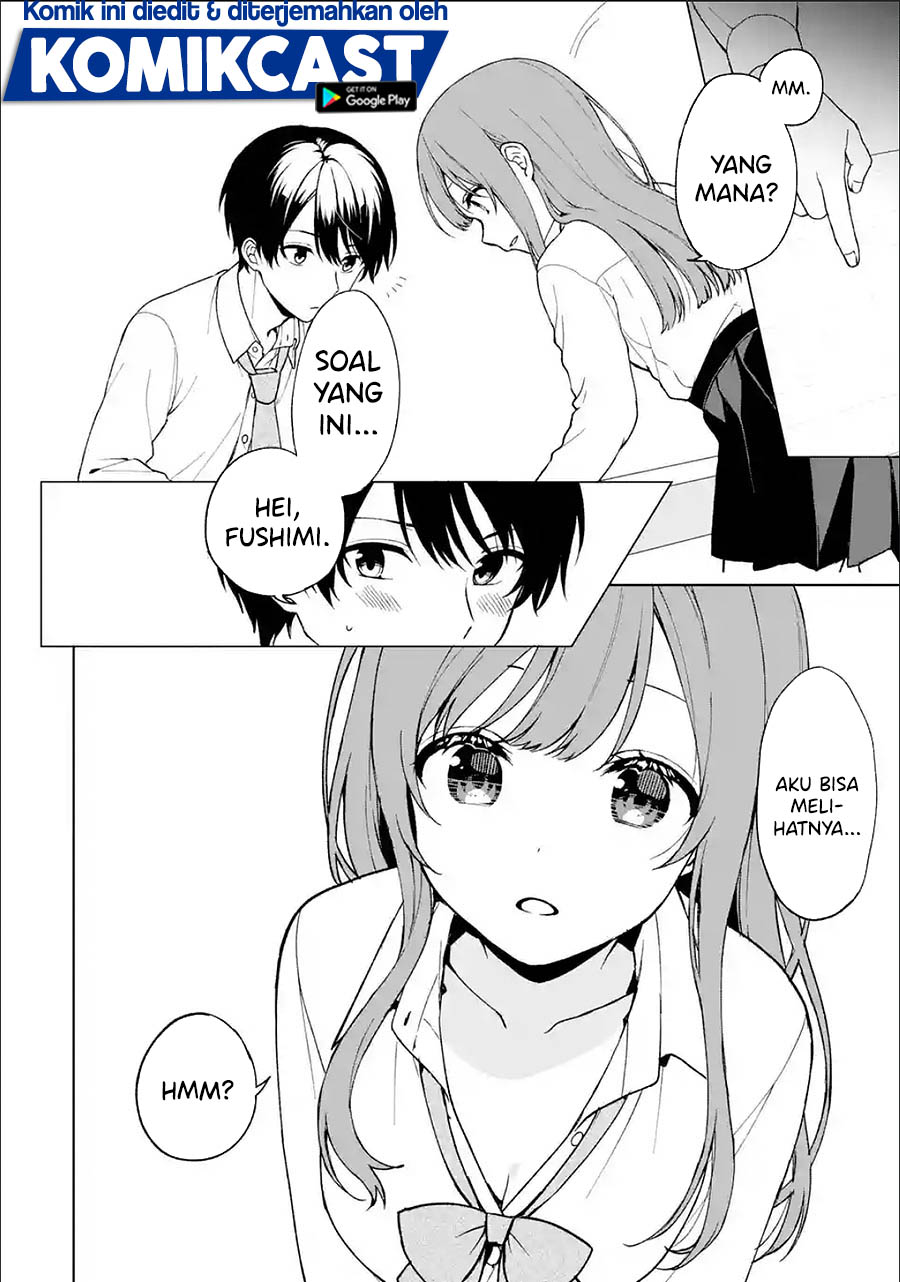 Komik ini diedit & diterjemahkan oleh
KOMIKCAST
GET IT ON
Google Play
MM.
YANG
MANA?
SOAL
YANG
INI...
HEI,
FUSHIMI.
AKU BISA
MELI-
HATNYA...
HMM?